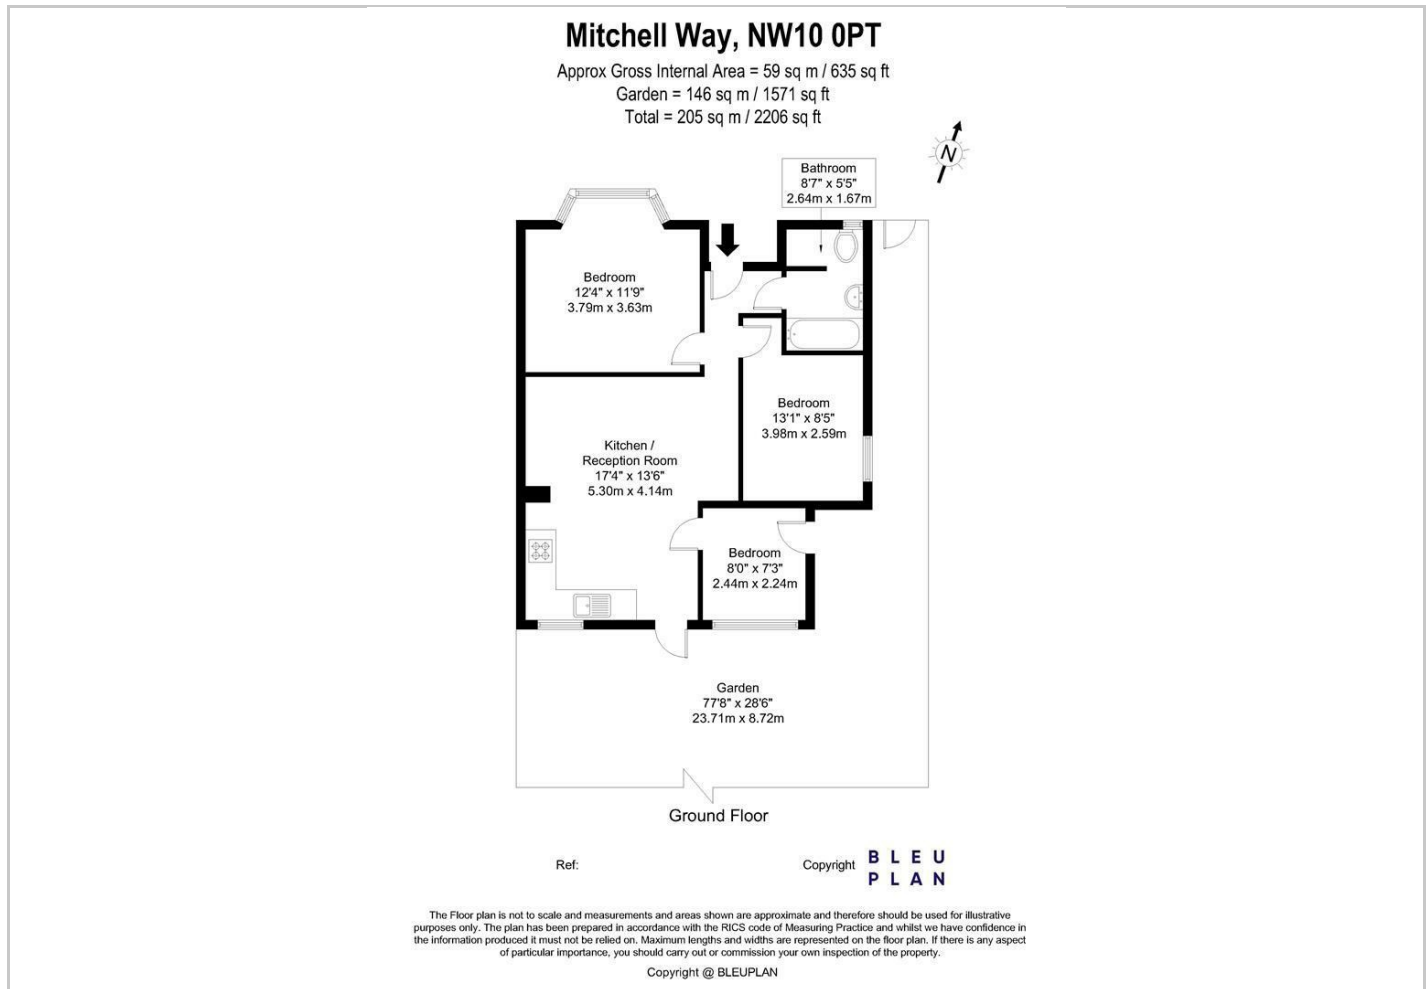 Mitchell Way, NW10 0PT
Approx Gross Internal Area = 59 sq m / 635 sq ft
Garden = 146 sq m / 1571 sq ft
Total = 205 sq m / 2206 sq ft
N
Bathroom
8'7" x 5'5"
2.64m x 1.67m
Bedroom
12'4" x 11'9"
3.79m x 3.63m
Bedroom
13'1" x 8'5"
3.98m x 2.59m
Kitchen /
Reception Room
17'4" x 13'6"
5.30m x 4.14m
Bedroom
8'0" x 7'3"
2.44m x 2.24m
Garden
77'8" x 28'6"
23.71m x 8.72m
Ground Floor
Ref:
Copyright
BLEU
PLAN
The Floor plan is not to scale and measurements and areas shown are approximate and therefore should be used for illustrative
purposes only. The plan has been prepared in accordance with the RICS code of Measuring Practice and whilst we have confidence in
the information produced it must not be relied on. Maximum lengths and widths are represented on the floor plan. If there is any aspect
of particular importance, you should carry out or commission your own inspection of the property.
Copyright @ BLEUPLAN